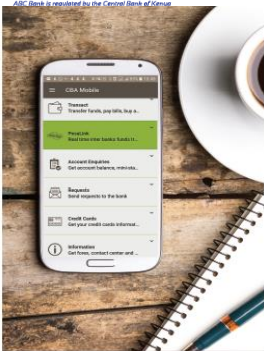 ABC Bank is regulated by the Central Bank of Kenya
CBA Mobile
Transact
Transfer funds, pay bills, buy a...
PesaLink
Real time inter banks funds tr...
Account Enquiries
Get account balance, mini-sta...
Requests
Send requests to the bank
Credit Cards
Get your credit cards informat...
Information
Get forex, contact center and ...